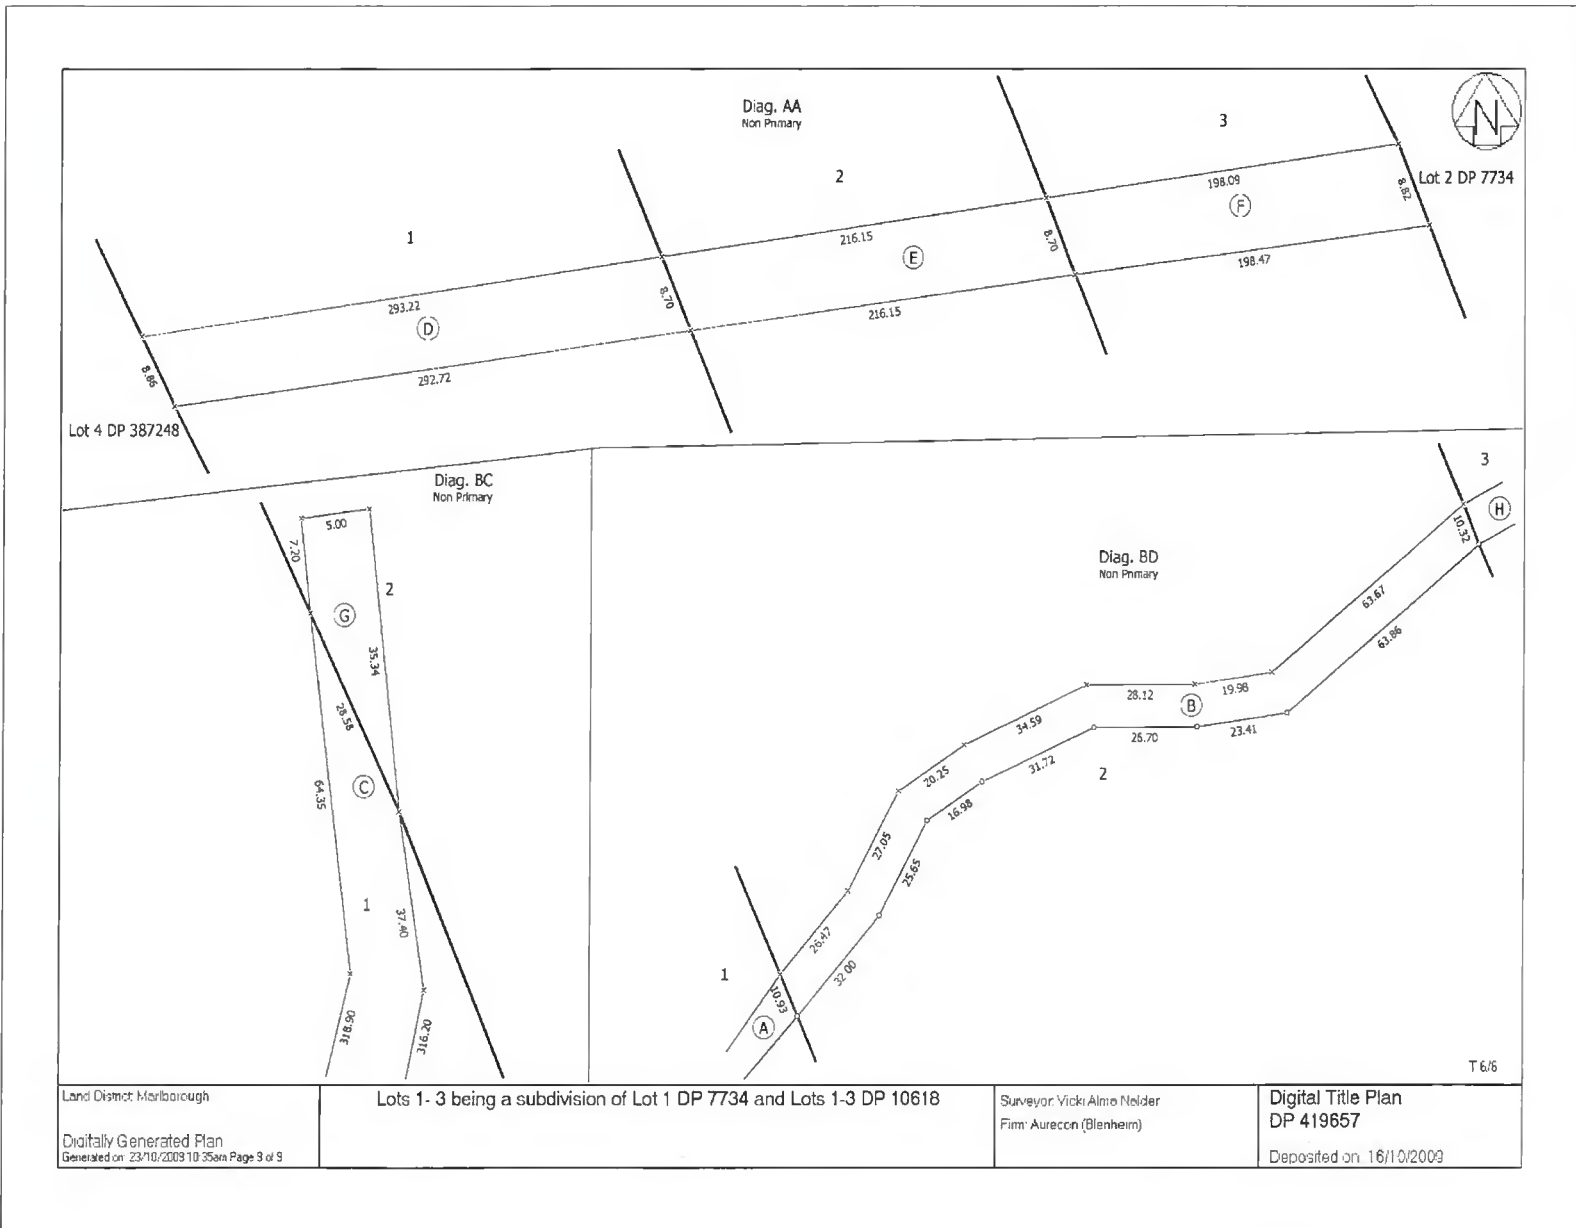 Diag. AA
Non Primary
N
1
2
3
Lot 2 DP 7734
198.09
F
8.82
216.15
E
8.70
198.47
293.22
D
8.70
216.15
8.86
292.72
Lot 4 DP 387248
Diag. BC
Non Primary
5.00
7.20
2
G
35.34
28.58
C
64.35
1
37.40
318.90
316.20
Diag. BD
Non Primary
3
H
10.32
63.67
63.86
28.12
19.98
B
34.59
26.70
23.41
31.72
2
20.25
16.98
27.05
25.65
26.47
32.00
1
10.93
A
T 6/6
Land District Marlborough
Digitally Generated Plan
Generated on: 23/10/2009 10:35am Page 9 of 9
Lots 1- 3 being a subdivision of Lot 1 DP 7734 and Lots 1-3 DP 10618
Surveyor: Vicki Alma Nalder
Firm: Aurecon (Blenheim)
Digital Title Plan
DP 419657
Deposited on: 16/10/2009